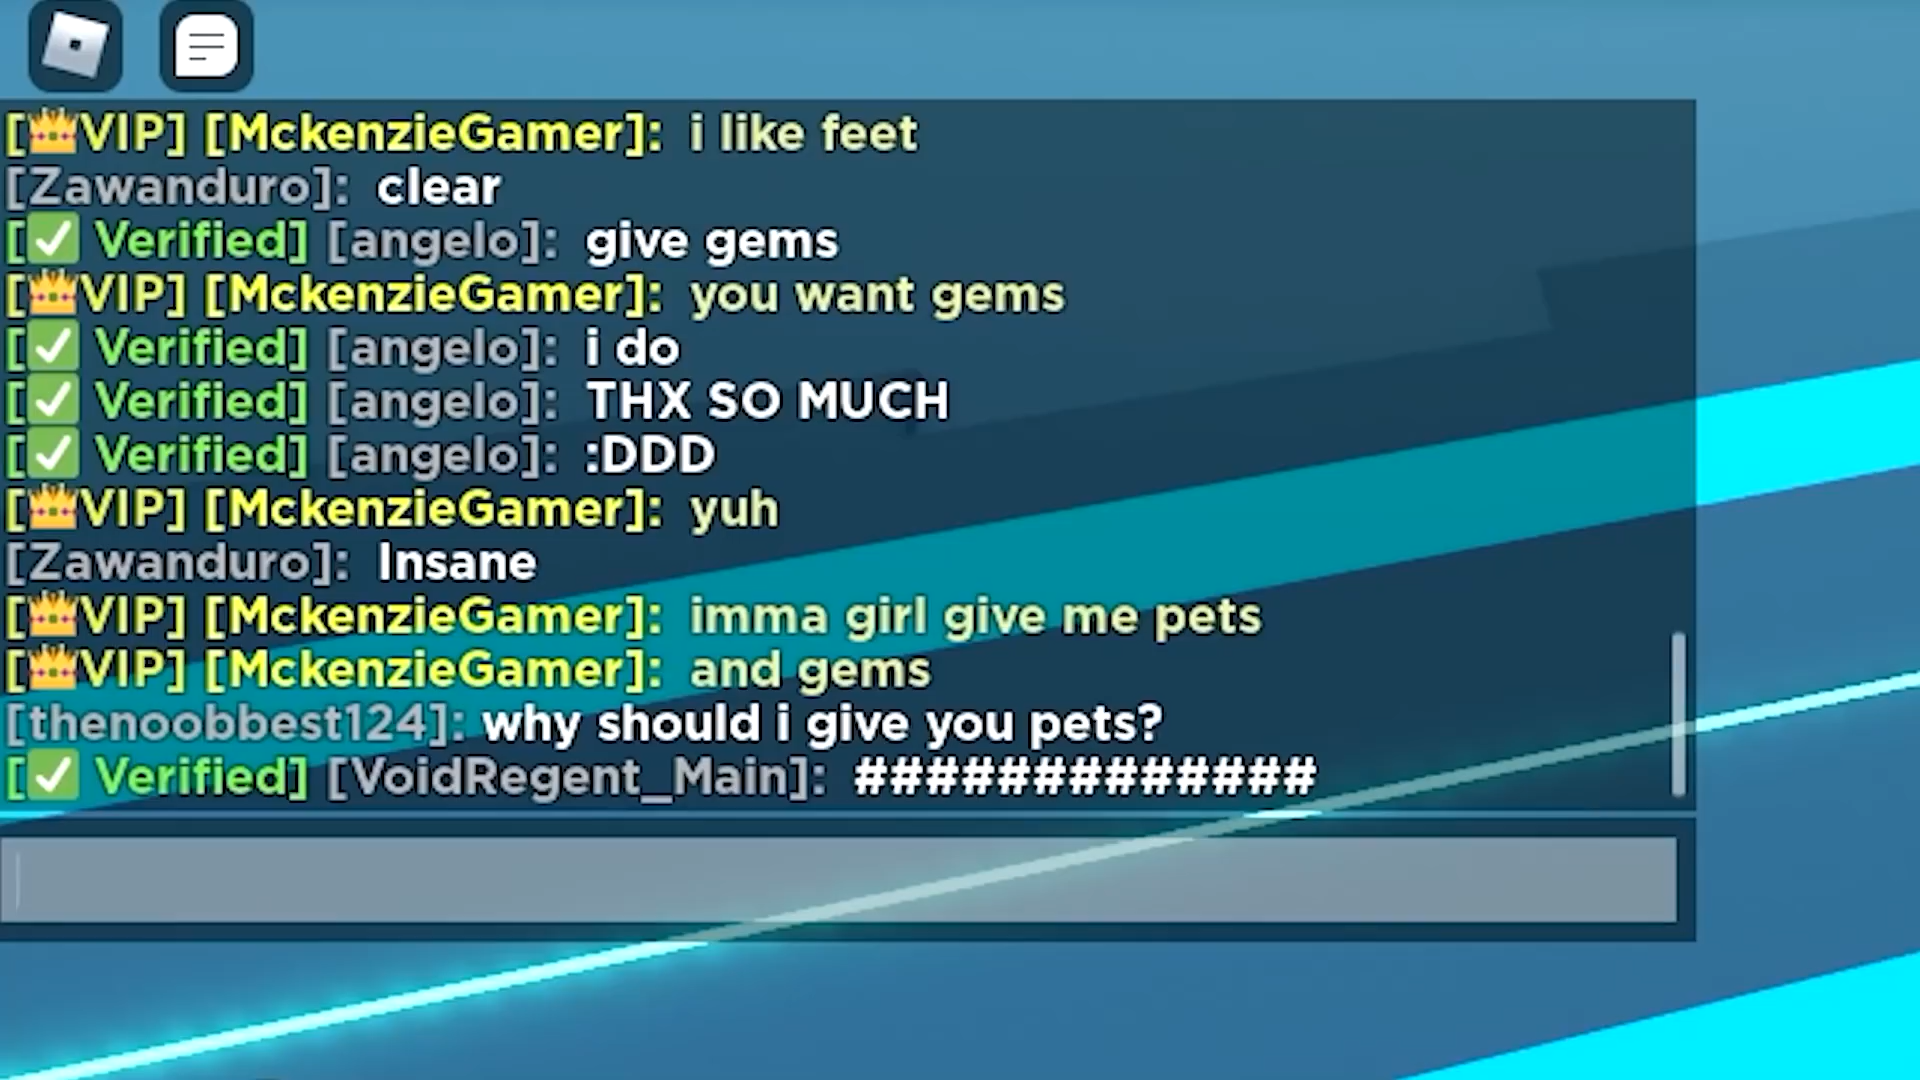 [👑VIP] [MckenzieGamer]: i like feet
[Zawanduro]: clear
[✅ Verified] [angelo]: give gems
[👑VIP] [MckenzieGamer]: you want gems
[✅ Verified] [angelo]: i do
[✅ Verified] [angelo]: THX SO MUCH
[✅ Verified] [angelo]: :DDD
[👑VIP] [MckenzieGamer]: yuh
[Zawanduro]: Insane
[👑VIP] [MckenzieGamer]: imma girl give me pets
[👑VIP] [MckenzieGamer]: and gems
[thenoobbest124]: why should i give you pets?
[✅ Verified] [VoidRegent_Main]: #############